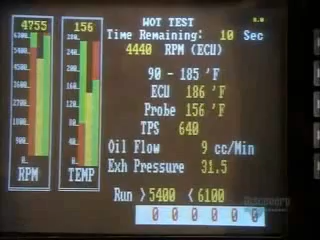 WOT TEST
Time Remaining: 10 Sec
4440 RPM (ECU)
90 - 185 °F
ECU 186 °F
Probe 156 °F
TPS 640
Oil Flow 9 cc/Min
Exh Pressure 31.5
Run >5400 <6100
0 0 0 0 0 0
4755
RPM
156
TEMP
Discovery